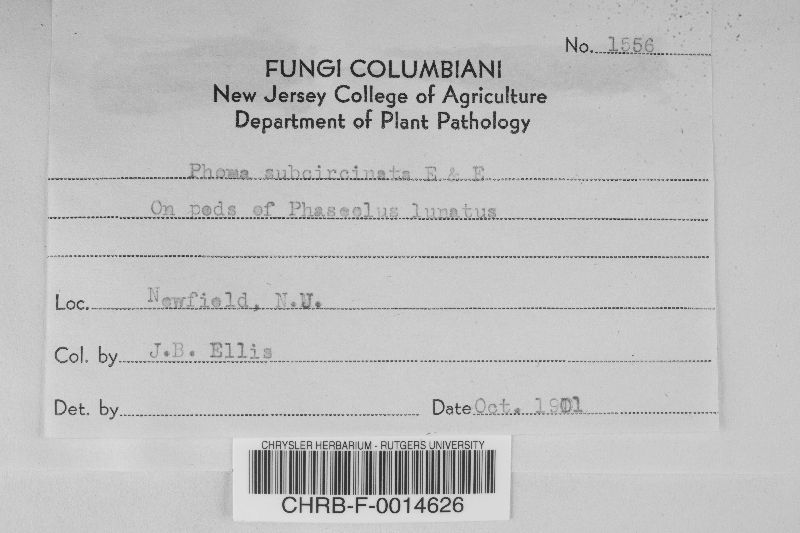 No. 1556
FUNGI COLUMBIANI
New Jersey College of Agriculture
Department of Plant Pathology
Phoma subcircinata E & E
On pods of Phaseolus lunatus
Loc. Newfield, N.J.
Col. by J.B. Ellis
Det. by
Date Oct. 1901
CHRYSLER HERBARIUM - RUTGERS UNIVERSITY
CHRB-F-0014626